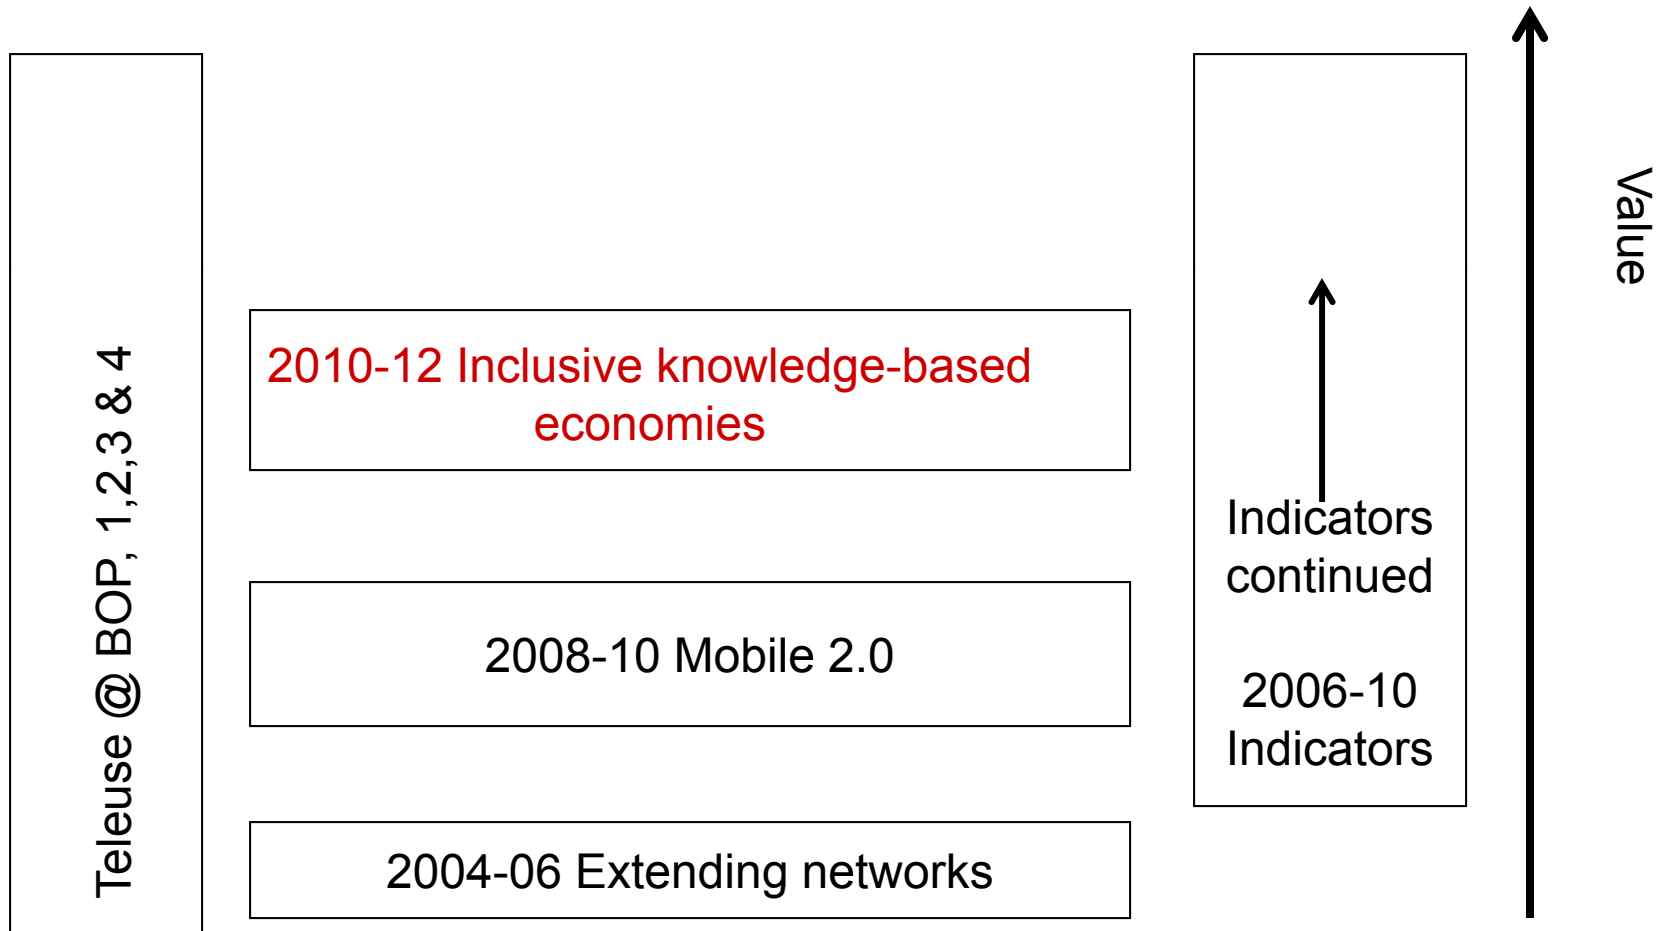 Teleuse @ BOP, 1,2,3 & 4
2010-12 Inclusive knowledge-based
economies
2008-10 Mobile 2.0
2004-06 Extending networks
Indicators
continued
2006-10
Indicators
Value